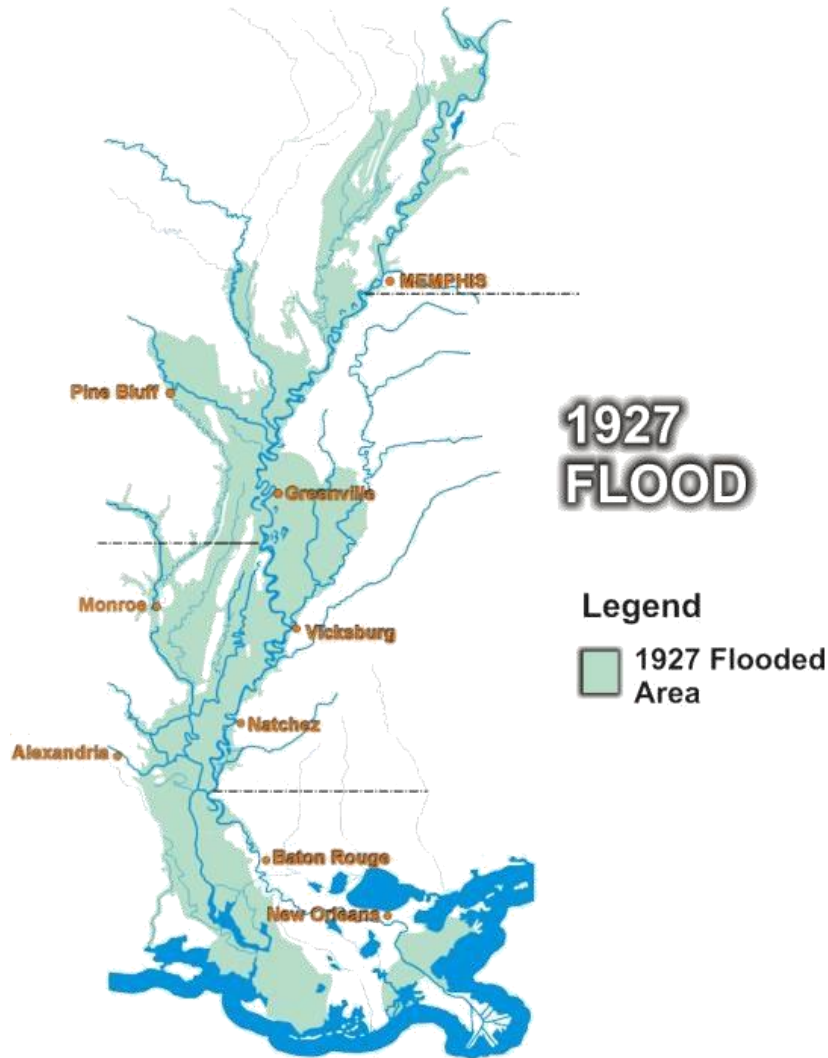 MEMPHIS
Pine Bluff
1927
FLOOD
Greenville
Monroe
Legend
Vicksburg
1927 Flooded
Area
Natchez
Alexandria
Baton Rouge
New Orleans